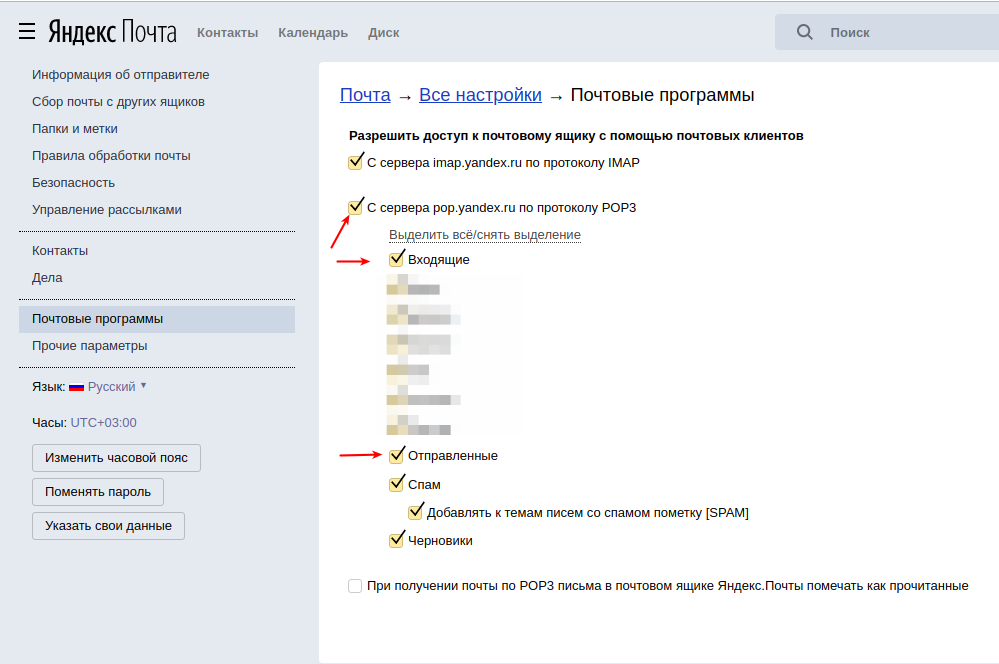 Яндекс Почта Контакты Календарь Диск Поиск
Информация об отправителе
Сбор почты с других ящиков
Папки и метки
Правила обработки почты
Безопасность
Управление рассылками
Контакты
Дела
Почтовые программы
Прочие параметры
Язык: Русский
Часы: UTC+03:00
Изменить часовой пояс
Поменять пароль
Указать свои данные
Почта → Все настройки → Почтовые программы
Разрешить доступ к почтовому ящику с помощью почтовых клиентов
С сервера imap.yandex.ru по протоколу IMAP
С сервера pop.yandex.ru по протоколу POP3
Выделить всё/снять выделение
Входящие
Отправленные
Спам
Добавлять к темам писем со спамом пометку [SPAM]
Черновики
При получении почты по POP3 письма в почтовом ящике Яндекс.Почты помечать как прочитанные